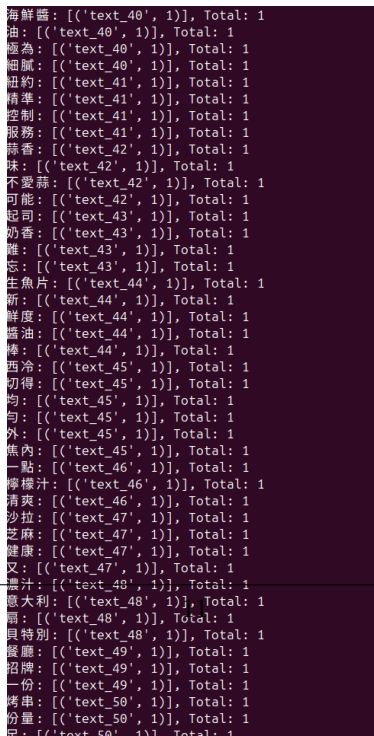 海鮮醬: [('text_40', 1)], Total: 1
油: [('text_40', 1)], Total: 1
極為: [('text_40', 1)], Total: 1
細膩: [('text_40', 1)], Total: 1
紐約: [('text_41', 1)], Total: 1
精準: [('text_41', 1)], Total: 1
控制: [('text_41', 1)], Total: 1
服務: [('text_41', 1)], Total: 1
蒜香: [('text_42', 1)], Total: 1
味: [('text_42', 1)], Total: 1
不愛蒜: [('text_42', 1)], Total: 1
可能: [('text_42', 1)], Total: 1
起司: [('text_43', 1)], Total: 1
奶香: [('text_43', 1)], Total: 1
難: [('text_43', 1)], Total: 1
忘: [('text_43', 1)], Total: 1
生魚片: [('text_44', 1)], Total: 1
新: [('text_44', 1)], Total: 1
鮮度: [('text_44', 1)], Total: 1
醬油: [('text_44', 1)], Total: 1
棒: [('text_44', 1)], Total: 1
西冷: [('text_45', 1)], Total: 1
切得: [('text_45', 1)], Total: 1
均: [('text_45', 1)], Total: 1
勻: [('text_45', 1)], Total: 1
外: [('text_45', 1)], Total: 1
焦內: [('text_45', 1)], Total: 1
一點: [('text_46', 1)], Total: 1
檸檬汁: [('text_46', 1)], Total: 1
清爽: [('text_46', 1)], Total: 1
沙拉: [('text_47', 1)], Total: 1
芝麻: [('text_47', 1)], Total: 1
健康: [('text_47', 1)], Total: 1
又: [('text_47', 1)], Total: 1
濃汁: [('text_48', 1)], Total: 1
意大利: [('text_48', 1)], Total: 1
11
扇: [('text_48', 1)], Total: 1
貝特別: [('text_48', 1)], Total: 1
餐廳: [('text_49', 1)], Total: 1
招牌: [('text_49', 1)], Total: 1
一份: [('text_49', 1)], Total: 1
烤串: [('text_50', 1)], Total: 1
份量: [('text_50', 1)], Total: 1
足: [('text_50', 1)], Total: 1